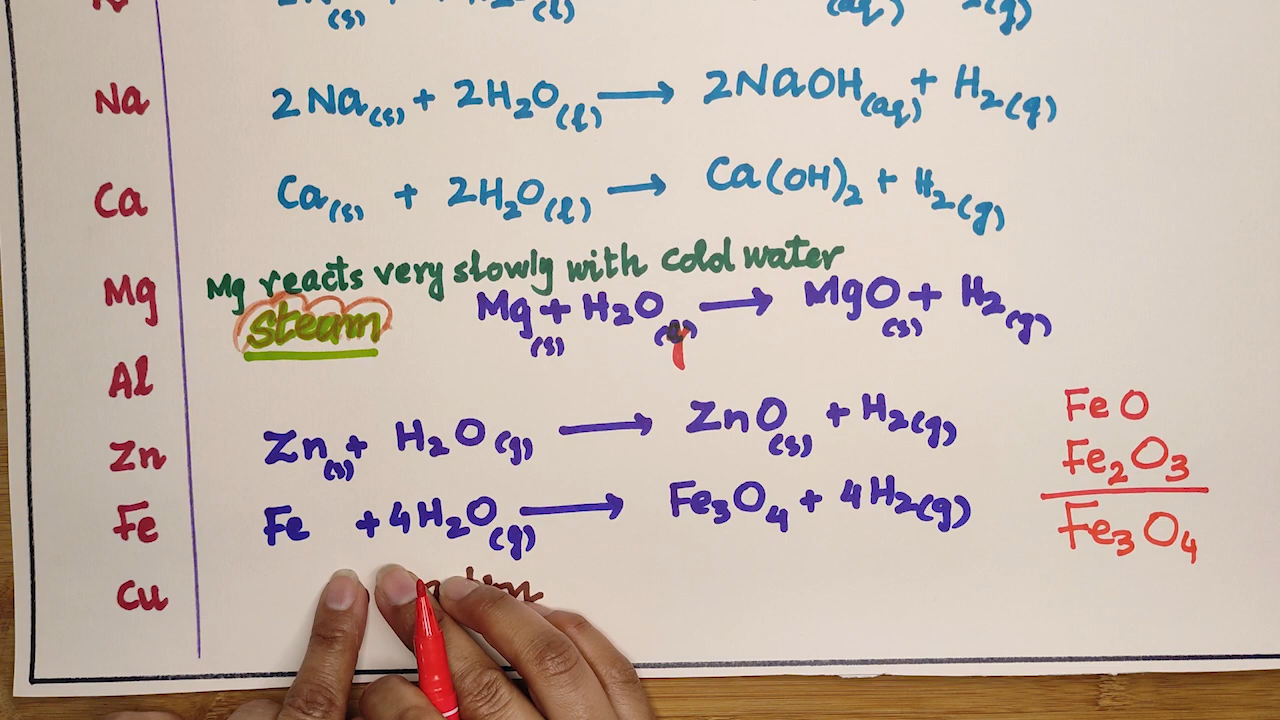 Na 2Na(s) + 2H2O(l) → 2NaOH(aq) + H2(g)
Ca Ca(s) + 2H2O(l) → Ca(OH)2 + H2(g)
Mg reacts very slowly with cold water
Mg steam Mg(s) + H2O → MgO(s) + H2(g)
Al
Zn Zn(s) + H2O(g) → ZnO(s) + H2(g)
Fe Fe + 4H2O(g) → Fe3O4 + 4H2(g)
Cu
FeO
Fe2O3
Fe3O4